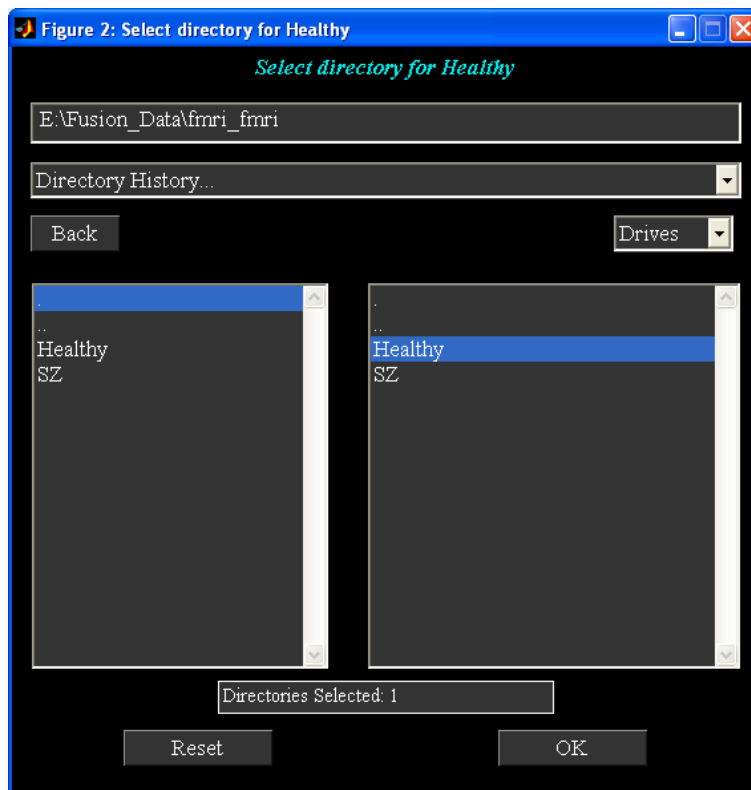 Figure 2: Select directory for Healthy
Select directory for Healthy
E:\Fusion_Data\fmri_fmri
Directory History...
Back
Drives
.
..
Healthy
SZ
.
..
Healthy
SZ
Directories Selected: 1
Reset
OK